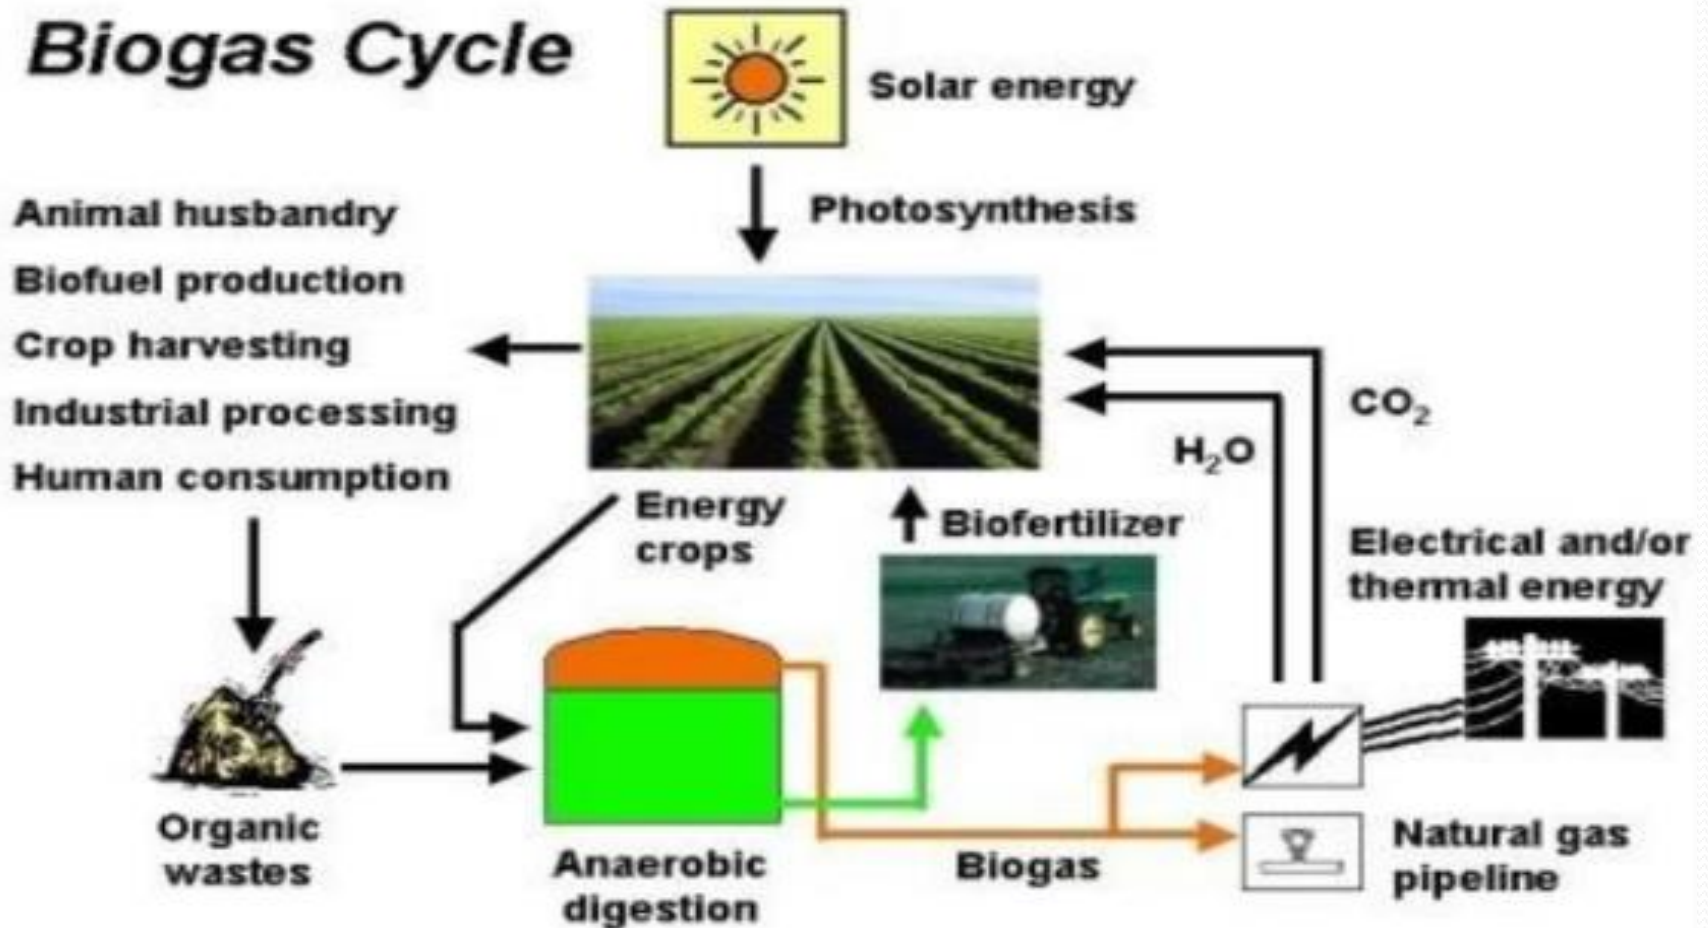 Biogas Cycle
Solar energy
Photosynthesis
Animal husbandry
Biofuel production
Crop harvesting
Industrial processing
Human consumption
CO₂
H₂O
Energy
crops
Biofertilizer
Electrical and/or
thermal energy
Organic
wastes
Anaerobic
digestion
Biogas
Natural gas
pipeline